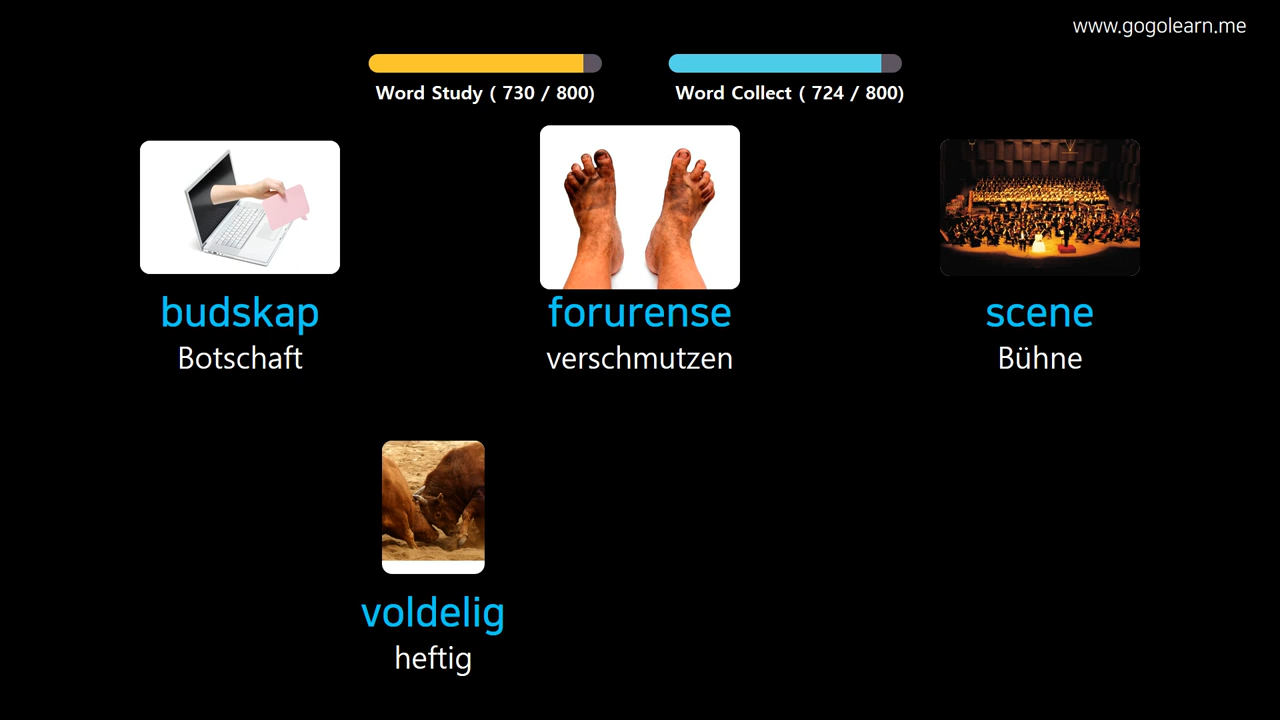 www.gogolearn.me
Word Study ( 730 / 800)
Word Collect ( 724 / 800)
budskap
Botschaft
forurense
verschmutzen
scene
Bühne
voldelig
heftig